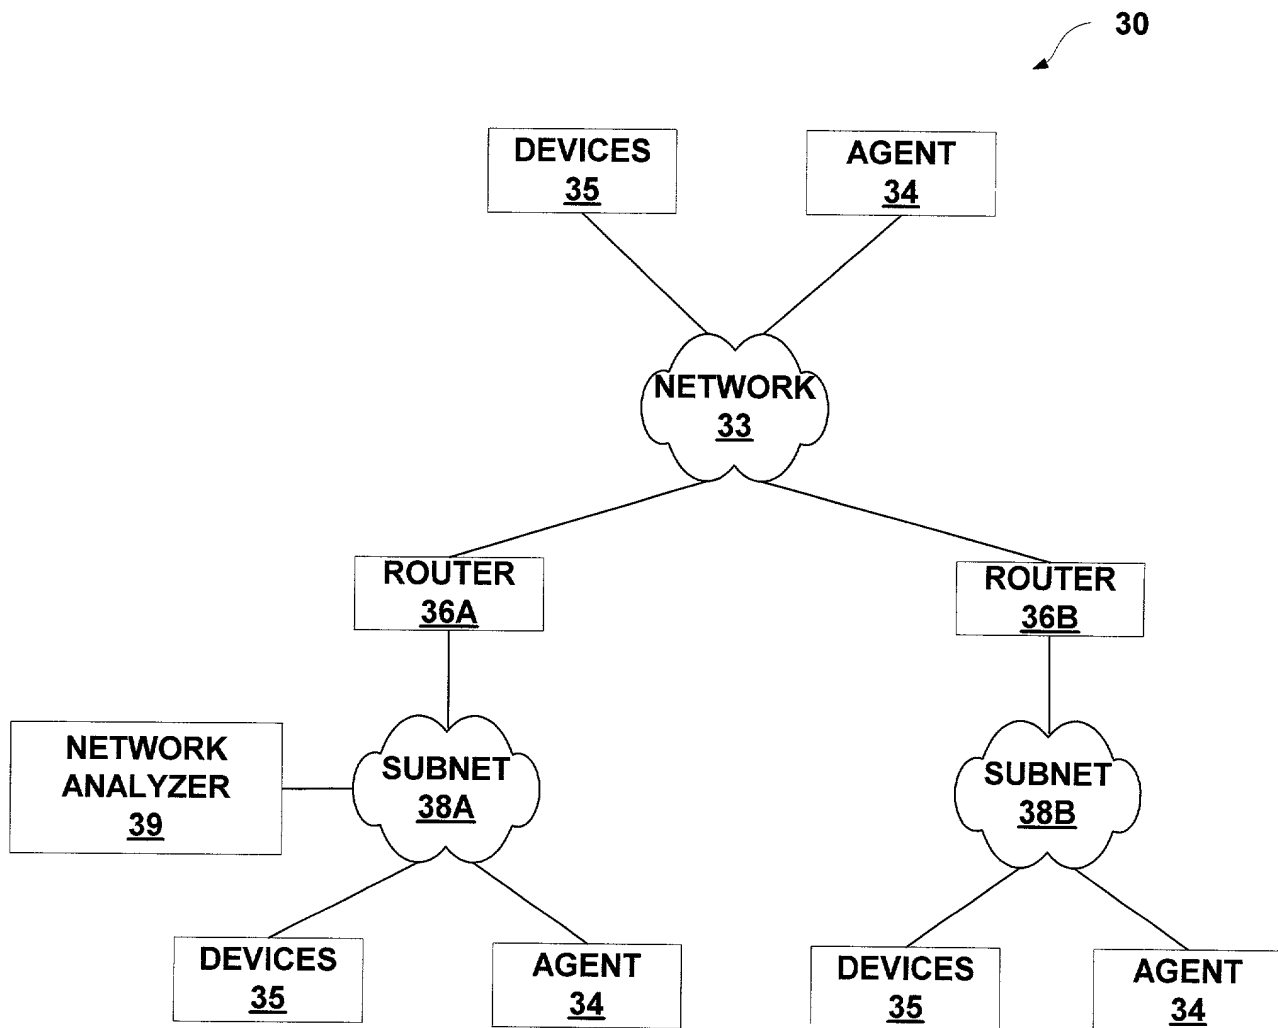 30
DEVICES
35
AGENT
34
NETWORK
33
ROUTER
36A
ROUTER
36B
NETWORK
ANALYZER
39
SUBNET
38A
SUBNET
38B
DEVICES
35
AGENT
34
DEVICES
35
AGENT
34